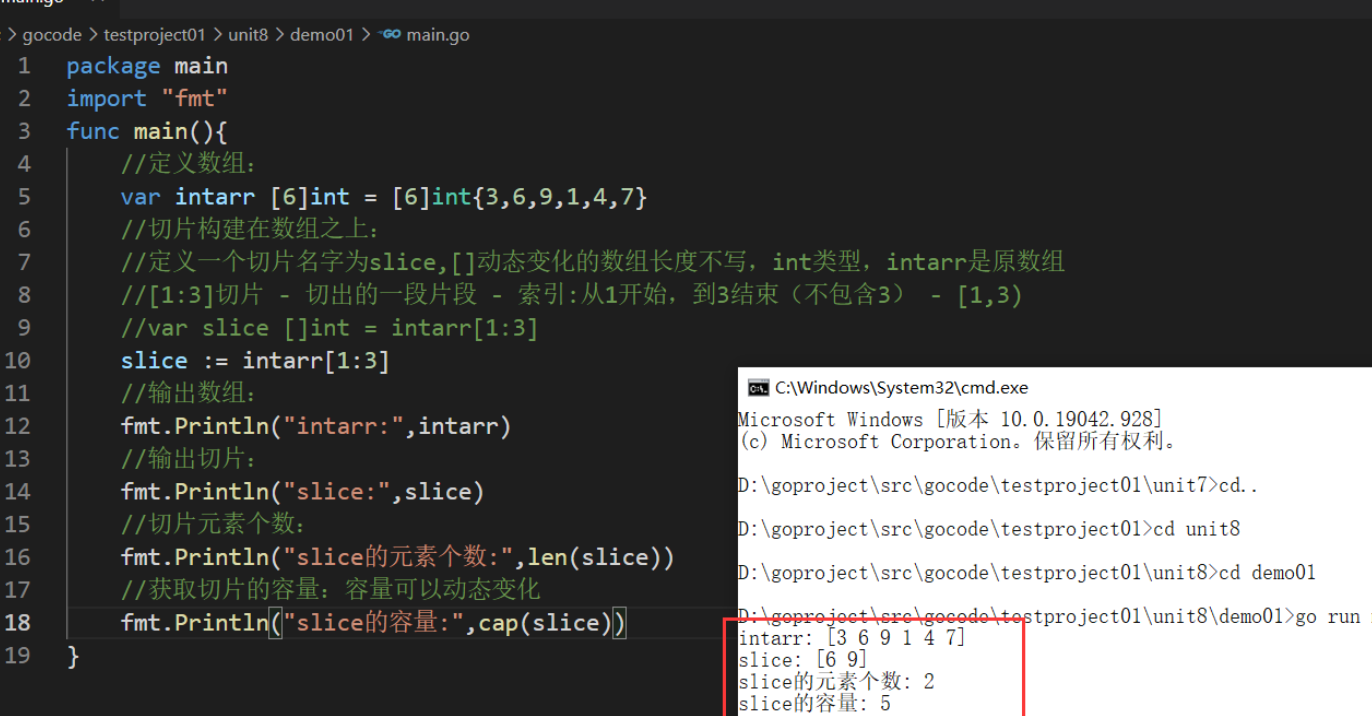 gocode > testproject01 > unit8 > demo01 > main.go
1 package main
2 import "fmt"
3 func main(){
4 //定义数组:
5 var intarr [6]int = [6]int{3,6,9,1,4,7}
6 //切片构建在数组之上:
7 //定义一个切片名字为slice,[]动态变化的数组长度不写，int类型，intarr是原数组
8 //[1:3]切片 - 切出的一段片段 - 索引:从1开始，到3结束（不包含3） - [1,3)
9 //var slice []int = intarr[1:3]
10 slice := intarr[1:3]
11 //输出数组:
12 fmt.Println("intarr:",intarr)
13 //输出切片:
14 fmt.Println("slice:",slice)
15 //切片元素个数:
16 fmt.Println("slice的元素个数:",len(slice))
17 //获取切片的容量：容量可以动态变化
18 fmt.Println("slice的容量:",cap(slice))
19 }
C:\Windows\System32\cmd.exe
Microsoft Windows [版本 10.0.19042.928]
(c) Microsoft Corporation。保留所有权利。
D:\goproject\src\gocode\testproject01\unit7>cd..
D:\goproject\src\gocode\testproject01>cd unit8
D:\goproject\src\gocode\testproject01\unit8>cd demo01
D:\goproject\src\gocode\testproject01\unit8\demo01>go run
intarr: [3 6 9 1 4 7]
slice: [6 9]
slice的元素个数: 2
slice的容量: 5